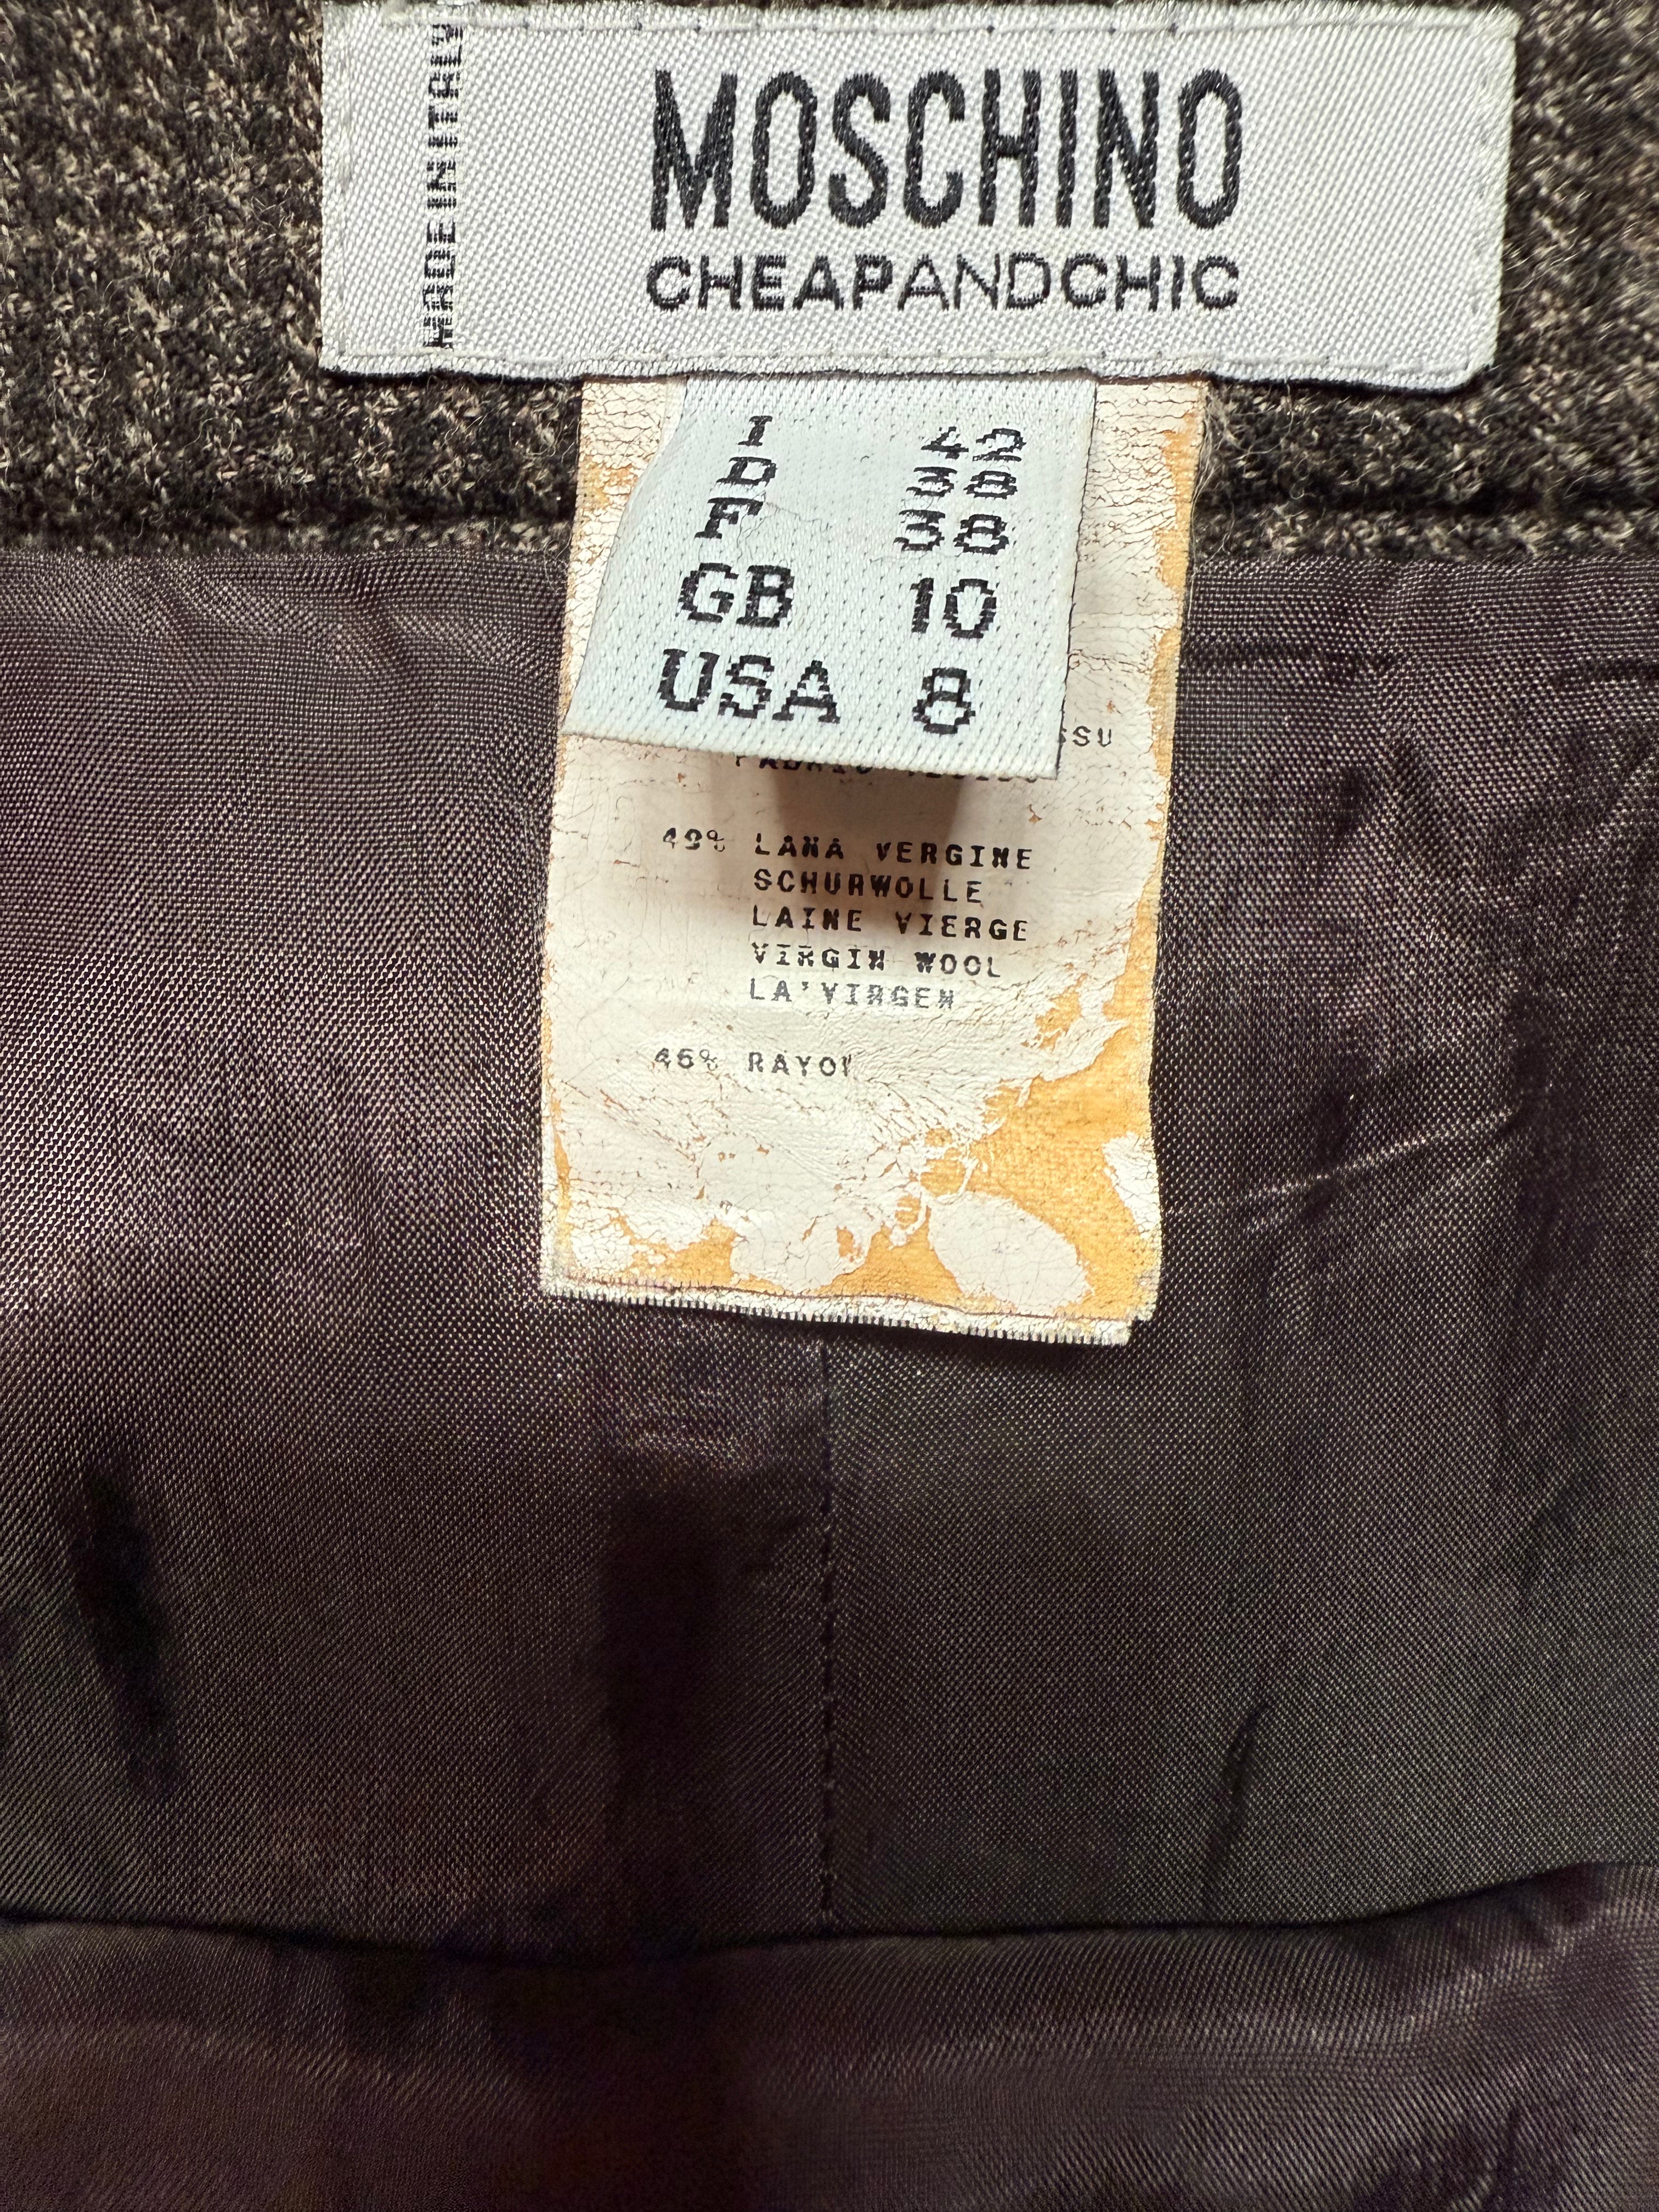 MADE IN ITALY
MOSCHINO
CHEAPANDCHIC
I 42
D 38
F 38
GB 10
USA 8
49% LANA VERGINE
SCHURWOLLE
LAINE VIERGE
VIRGIN WOOL
LA'VIRGEN
46%